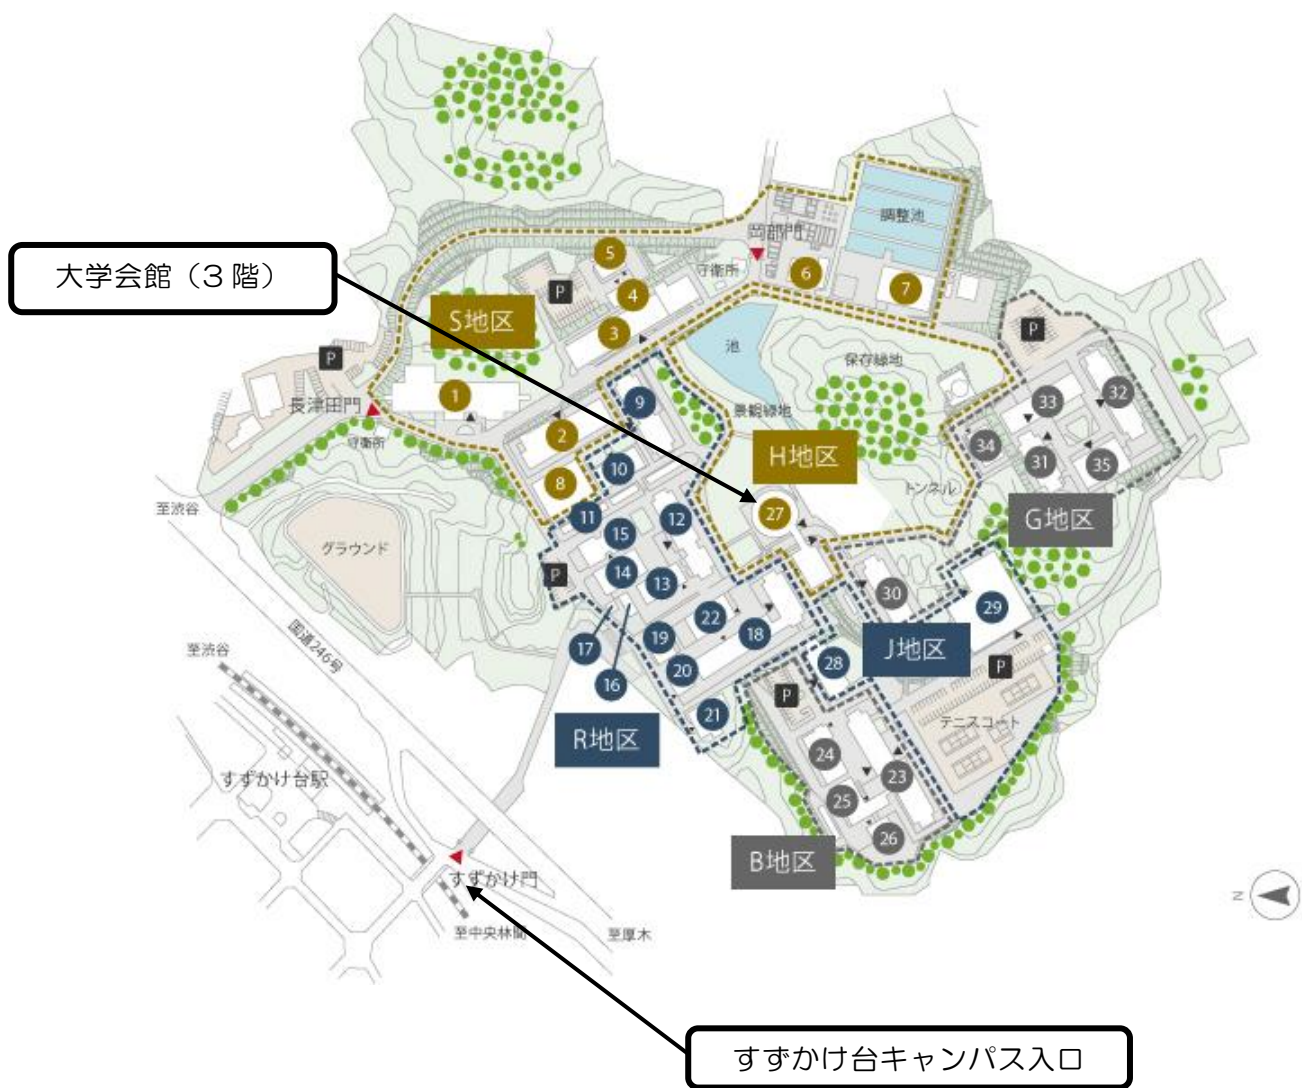 調整池
岡部門
5
大学会館（3 階）
守衛所
6
7
4
P
S地区
3
P
池
保存緑地
P
32
33
長津田門
1
9
景観緑地
守衛所
2
H地区
34
31
35
10
8
トンネル
至渋谷
27
G地区
11
12
15
グラウンド
P
14
13
30
29
22
国道246号
19
18
J地区
至渋谷
17
20
28
P
16
P
21
テニスコート
R地区
24
すずかけ台駅
23
25
26
B地区
すずかけ門
N
至中央林間
至厚木
すずかけ台キャンパス入口